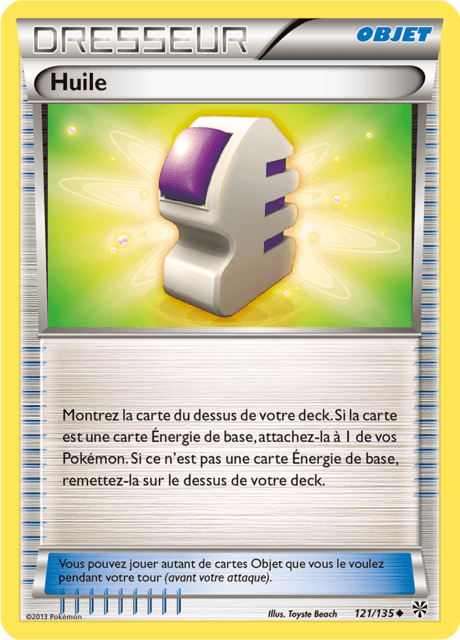 DRESSEUR
OBJET
Huile
Montrez la carte du dessus de votre deck. Si la carte
est une carte Énergie de base, attachez-la à 1 de vos
Pokémon. Si ce n'est pas une carte Énergie de base,
remettez-la sur le dessus de votre deck.
Vous pouvez jouer autant de cartes Objet que vous le voulez
pendant votre tour (avant votre attaque).
©2013 Pokémon
Illus. Toyste Beach
121/135